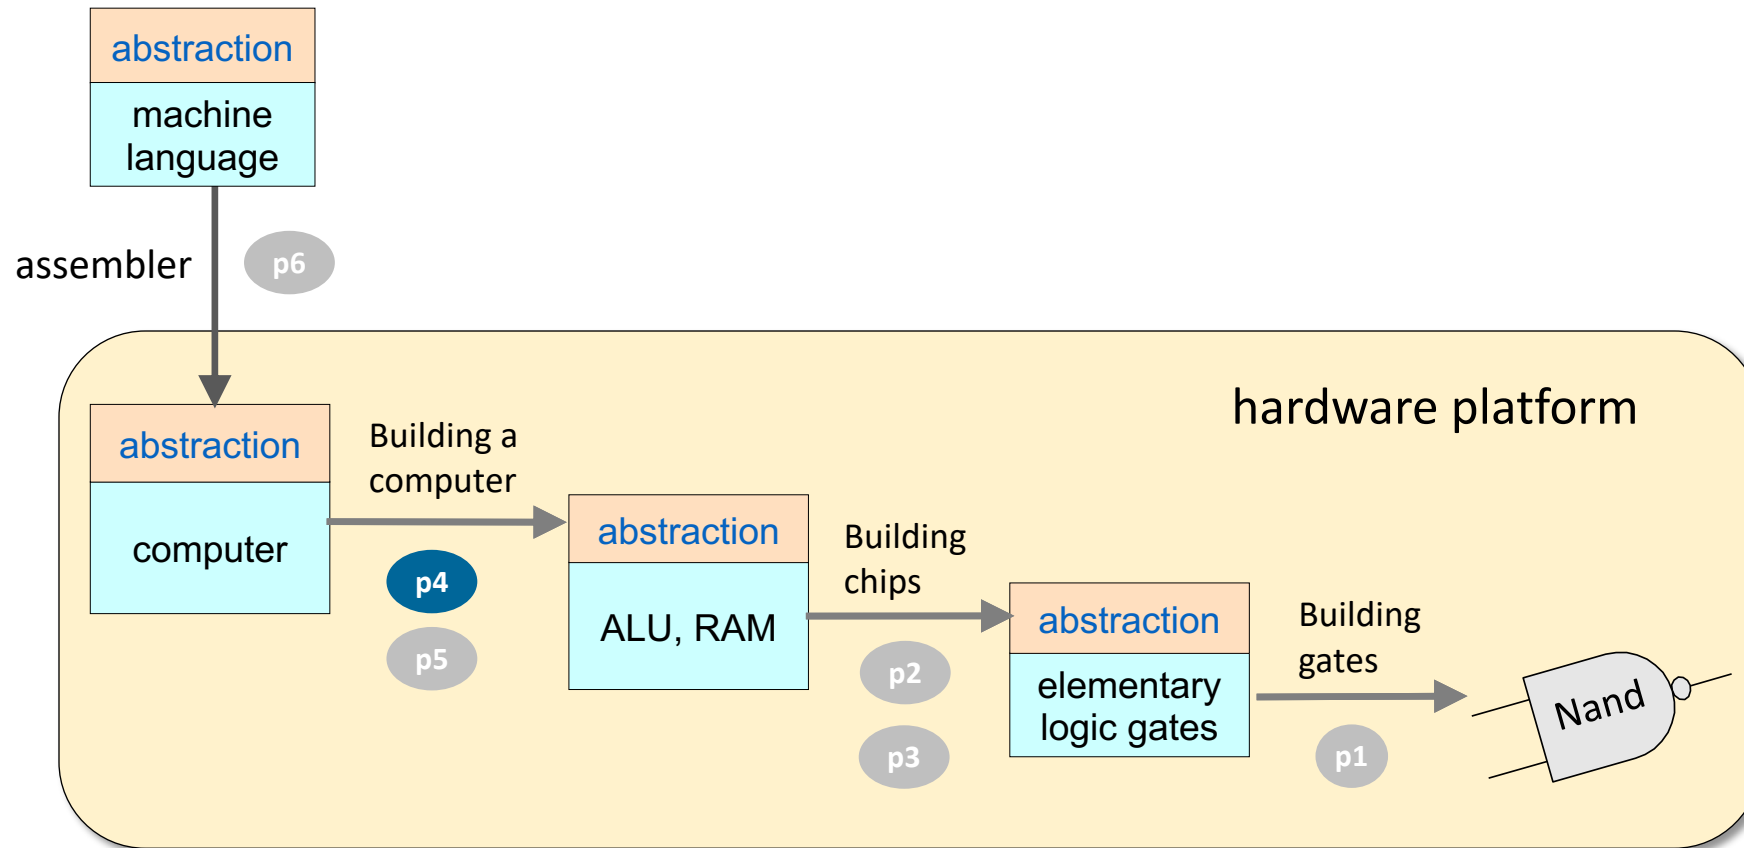 abstraction
machine
language
assembler
p6
hardware platform
abstraction
computer
Building a
computer
p4
p5
abstraction
ALU, RAM
Building
chips
p2
p3
abstraction
elementary
logic gates
Building
gates
p1
Nand